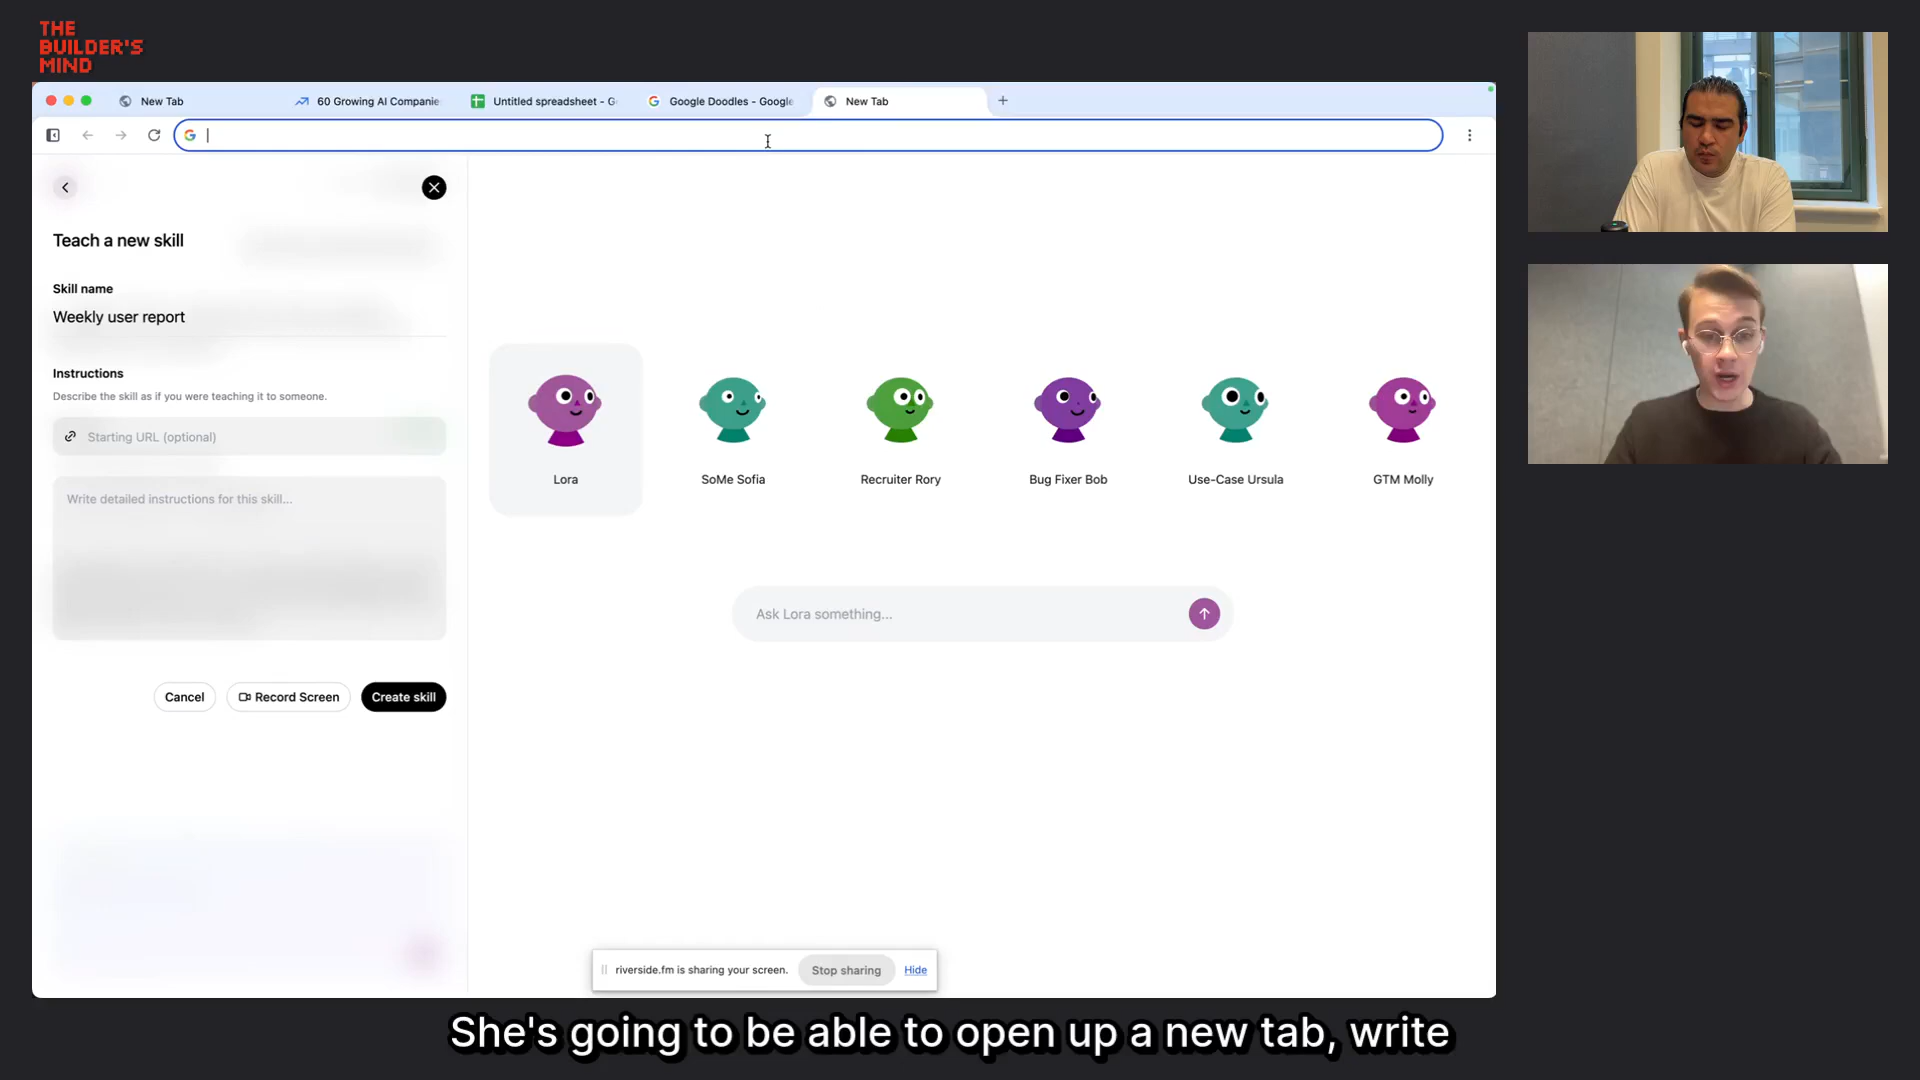 THE
BUILDER'S
MIND
New Tab
60 Growing AI Companie
Untitled spreadsheet - G
Google Doodles - Google
New Tab
Teach a new skill
Skill name
Weekly user report
Instructions
Describe the skill as if you were teaching it to someone.
Starting URL (optional)
Write detailed instructions for this skill...
Cancel
Record Screen
Create skill
Lora
SoMe Sofia
Recruiter Rory
Bug Fixer Bob
Use-Case Ursula
GTM Molly
Ask Lora something...
riverside.fm is sharing your screen.
Stop sharing
Hide
She's going to be able to open up a new tab, write